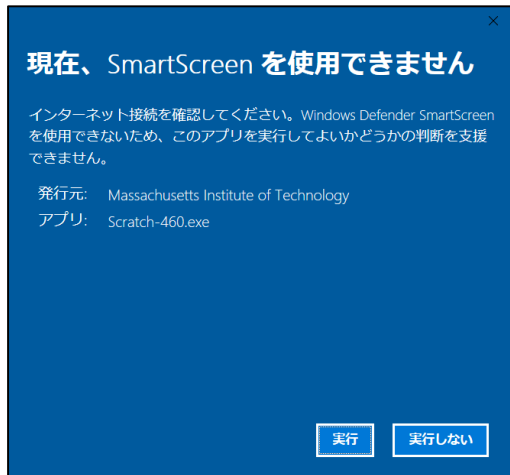 現在、SmartScreen を使用できません
インターネット接続を確認してください。Windows Defender SmartScreen
を使用できないため、このアプリを実行してよいかどうかの判断を支援
できません。
発行元: Massachusetts Institute of Technology
アプリ: Scratch-460.exe
実行 実行しない